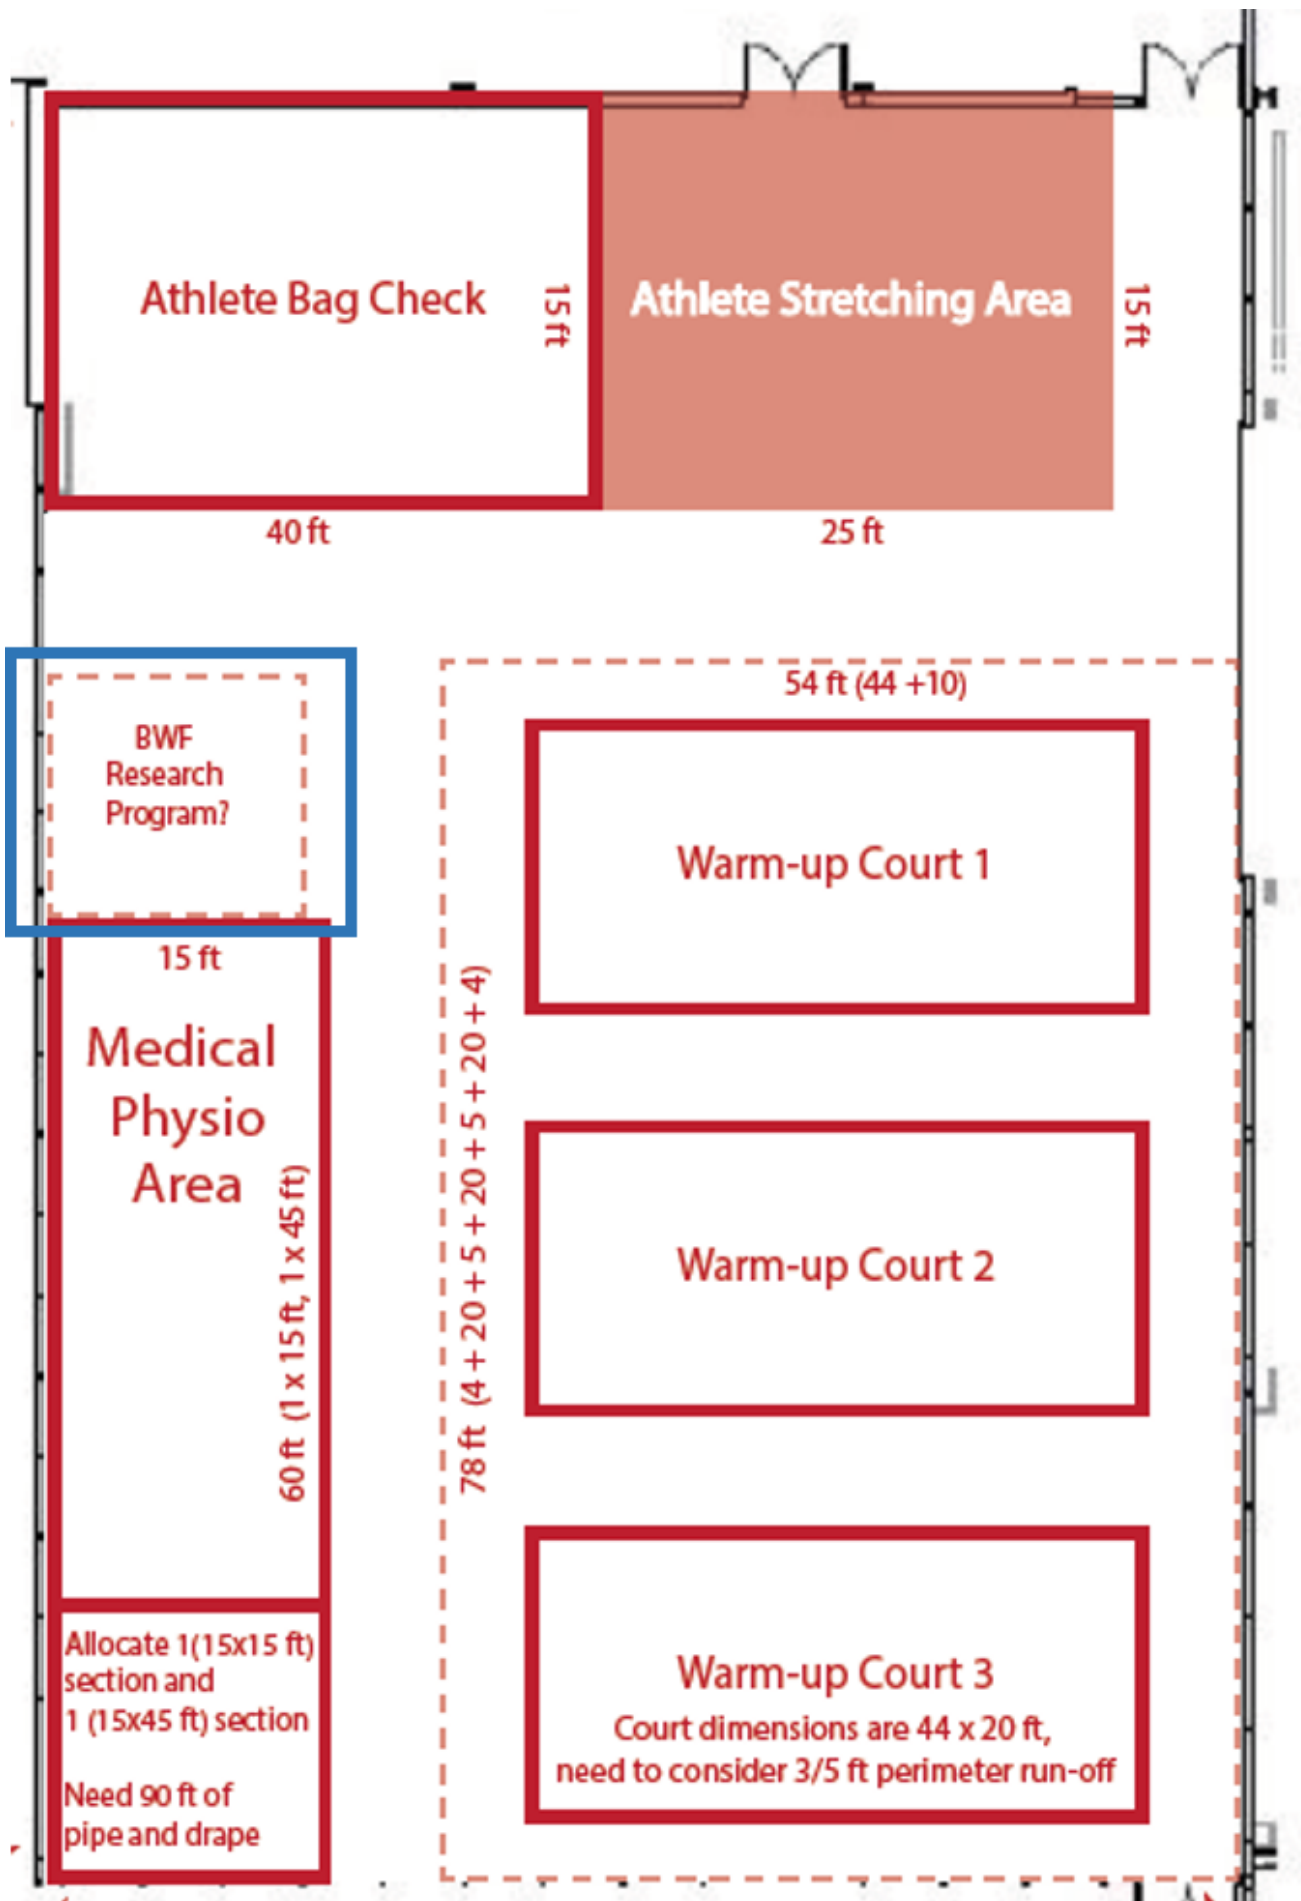 Athlete Bag Check
15 ft
Athlete Stretching Area
15 ft
40 ft
25 ft
BWF
Research
Program?
54 ft (44 +10)
Warm-up Court 1
15 ft
Medical
Physio
Area
60 ft (1 x 15 ft, 1 x 45 ft)
78 ft (4 + 20 + 5 + 20 + 5 + 20 + 4)
Warm-up Court 2
Allocate 1(15x15 ft)
section and
1 (15x45 ft) section
Need 90 ft of
pipe and drape
Warm-up Court 3
Court dimensions are 44 x 20 ft,
need to consider 3/5 ft perimeter run-off